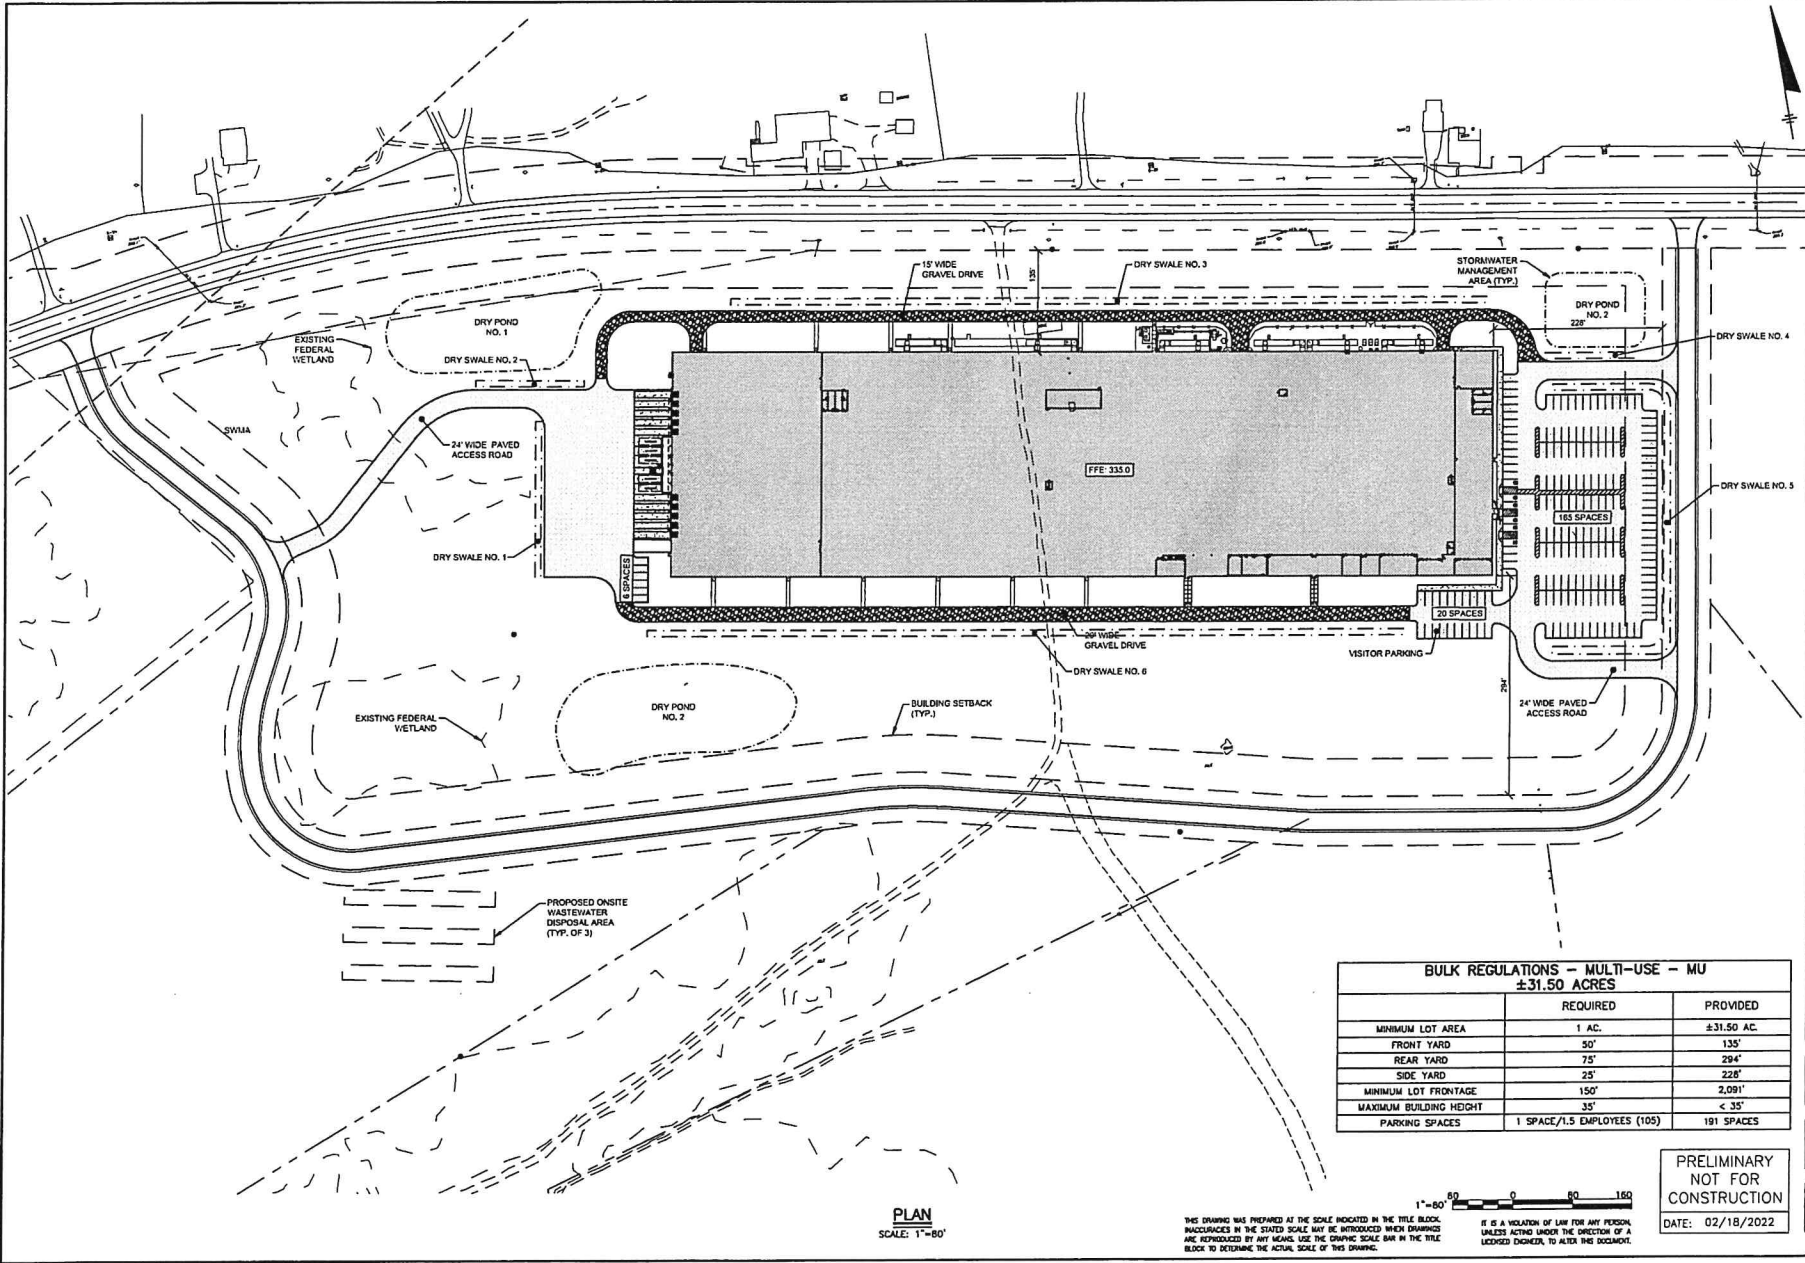 15' WIDE
GRAVEL DRIVE
135'
DRY SWALE NO. 3
STORMWATER
MANAGEMENT
AREA (TYP.)
DRY POND
NO. 2
228'
DRY SWALE NO. 4
DRY POND
NO. 1
EXISTING
FEDERAL
WETLAND
DRY SWALE NO. 2
SWMA
24' WIDE PAVED
ACCESS ROAD
FFE: 335.0
DRY SWALE NO. 5
165 SPACES
DRY SWALE NO. 1
6 SPACES
20 SPACES
20' WIDE
GRAVEL DRIVE
VISITOR PARKING
DRY SWALE NO. 6
294'
24' WIDE PAVED
ACCESS ROAD
EXISTING FEDERAL
WETLAND
DRY POND
NO. 2
BUILDING SETBACK
(TYP.)
PROPOSED ONSITE
WASTEWATER
DISPOSAL AREA
(TYP. OF 3)
BULK REGULATIONS - MULTI-USE - MU
±31.50 ACRES
REQUIRED PROVIDED
MINIMUM LOT AREA 1 AC. ±31.50 AC.
FRONT YARD 50' 135'
REAR YARD 75' 294'
SIDE YARD 25' 228'
MINIMUM LOT FRONTAGE 150' 2,091'
MAXIMUM BUILDING HEIGHT 35' < 35'
PARKING SPACES 1 SPACE/1.5 EMPLOYEES (105) 191 SPACES
PRELIMINARY
NOT FOR
CONSTRUCTION
DATE: 02/18/2022
PLAN
SCALE: 1"=80'
1"=80' 80 0 80 160
THIS DRAWING WAS PREPARED AT THE SCALE INDICATED IN THE TITLE BLOCK.
INACCURACIES IN THE STATED SCALE MAY BE INTRODUCED WHEN DRAWINGS
ARE REPRODUCED BY ANY MEANS. USE THE GRAPHIC SCALE BAR IN THE TITLE
BLOCK TO DETERMINE THE ACTUAL SCALE OF THIS DRAWING.
IT IS A VIOLATION OF LAW FOR ANY PERSON,
UNLESS ACTING UNDER THE DIRECTION OF A
LICENSED ENGINEER, TO ALTER THIS DOCUMENT.